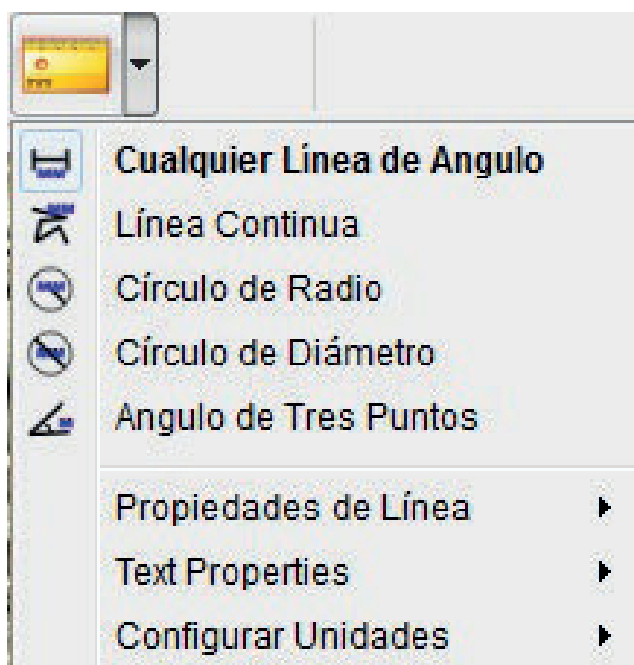 Cualquier Línea de Angulo
Línea Continua
Círculo de Radio
Círculo de Diámetro
Angulo de Tres Puntos
Propiedades de Línea
Text Properties
Configurar Unidades